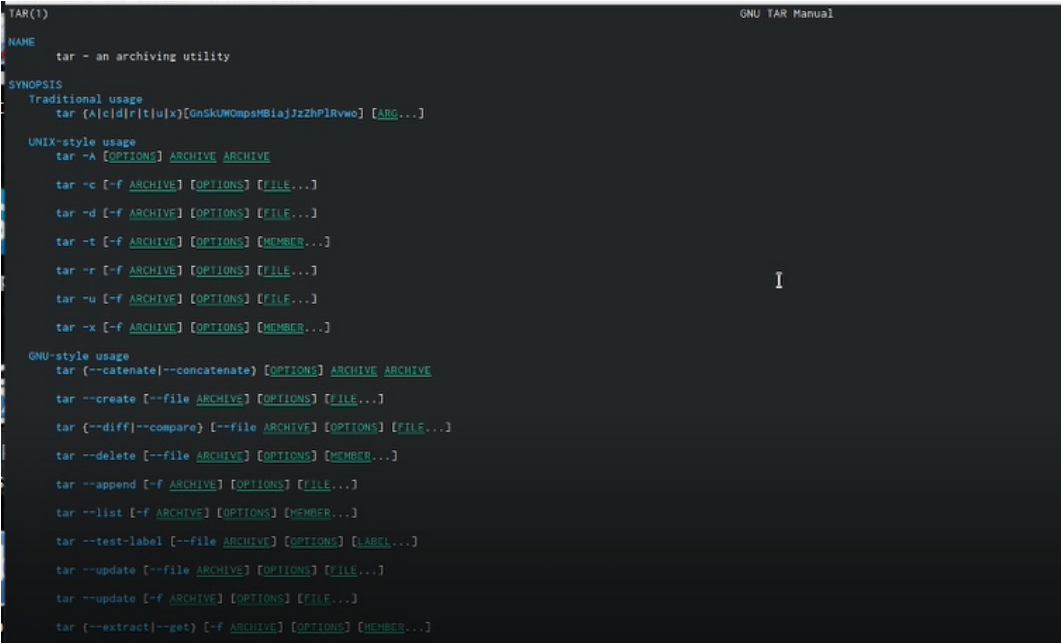 TAR(1) GNU TAR Manual
NAME
tar - an archiving utility
SYNOPSIS
Traditional usage
tar {A|c|d|r|t|u|x}[GnSkUWOmpsMBiajJzZhPlRvwo] [ARG...]
UNIX-style usage
tar -A [OPTIONS] ARCHIVE ARCHIVE
tar -c [-f ARCHIVE] [OPTIONS] [FILE...]
tar -d [-f ARCHIVE] [OPTIONS] [FILE...]
tar -t [-f ARCHIVE] [OPTIONS] [MEMBER...]
tar -r [-f ARCHIVE] [OPTIONS] [FILE...]
tar -u [-f ARCHIVE] [OPTIONS] [FILE...]
tar -x [-f ARCHIVE] [OPTIONS] [MEMBER...]
GNU-style usage
tar {--catenate|--concatenate} [OPTIONS] ARCHIVE ARCHIVE
tar --create [--file ARCHIVE] [OPTIONS] [FILE...]
tar {--diff|--compare} [--file ARCHIVE] [OPTIONS] [FILE...]
tar --delete [--file ARCHIVE] [OPTIONS] [MEMBER...]
tar --append [-f ARCHIVE] [OPTIONS] [FILE...]
tar --list [-f ARCHIVE] [OPTIONS] [MEMBER...]
tar --test-label [--file ARCHIVE] [OPTIONS] [LABEL...]
tar --update [--file ARCHIVE] [OPTIONS] [FILE...]
tar --update [-f ARCHIVE] [OPTIONS] [FILE...]
tar {--extract|--get} [-f ARCHIVE] [OPTIONS] [MEMBER...]